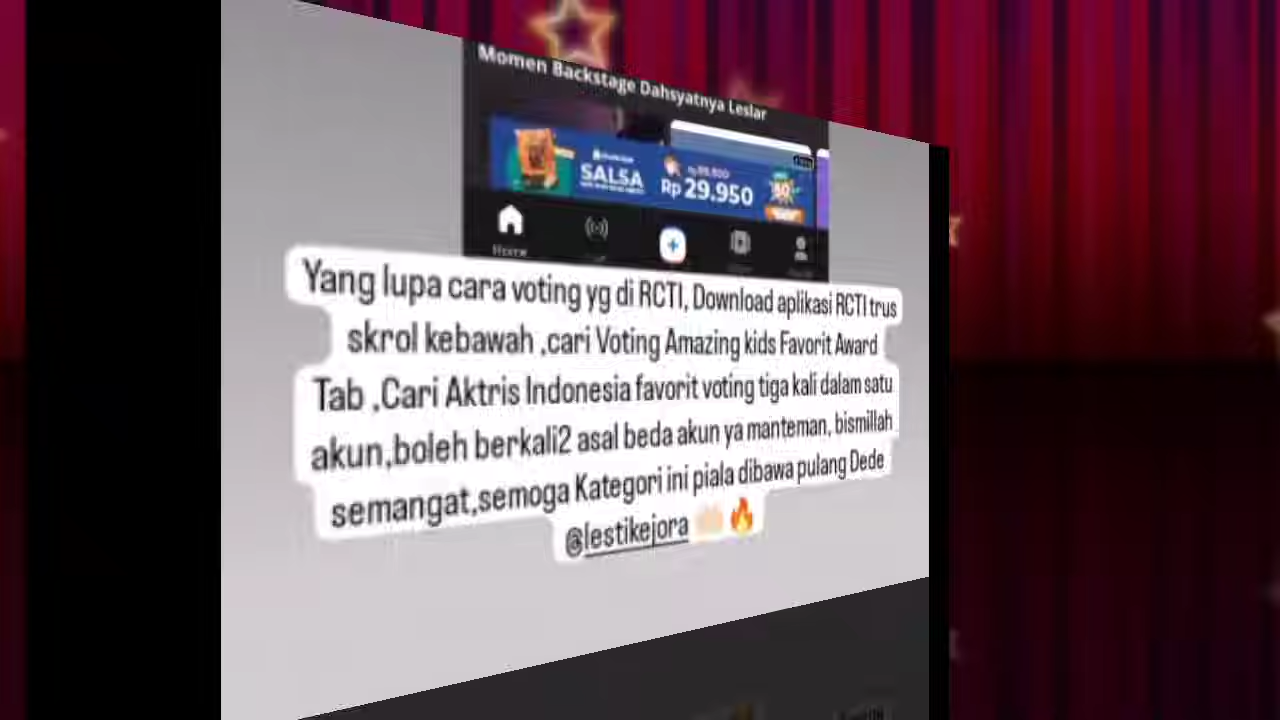 Momen Backstage Dahsyatnya Leslar
SALSA
Rp 29.950
Home
Yang lupa cara voting yg di RCTI, Download aplikasi RCTI trus
skrol kebawah ,cari Voting Amazing kids Favorit Award
Tab ,Cari Aktris Indonesia favorit voting tiga kali dalam satu
akun,boleh berkali2 asal beda akun ya manteman, bismillah
semangat,semoga Kategori ini piala dibawa pulang Dede
@lestikejora 🤲🏻 🔥